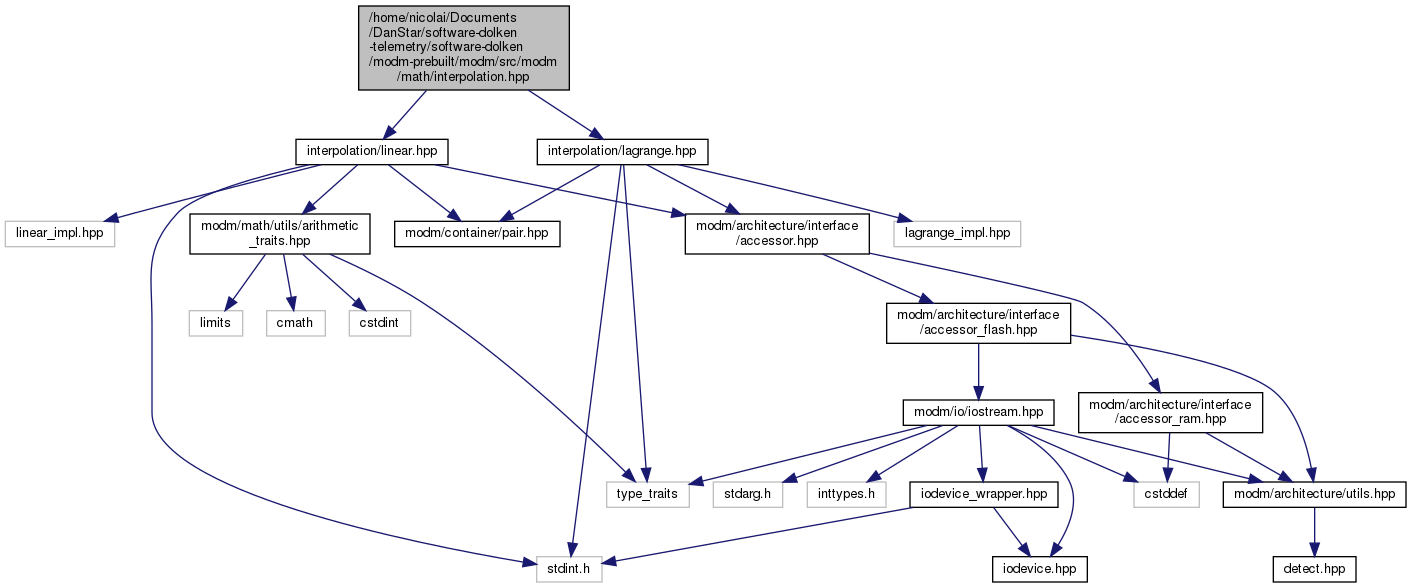 /home/nicolai/Documents
/DanStar/software-dolken
-telemetry/software-dolken
/modm-prebuilt/modm/src/modm
/math/interpolation.hpp
interpolation/linear.hpp
interpolation/lagrange.hpp
linear_impl.hpp
modm/math/utils/arithmetic
_traits.hpp
modm/container/pair.hpp
modm/architecture/interface
/accessor.hpp
lagrange_impl.hpp
limits
cmath
cstdint
modm/architecture/interface
/accessor_flash.hpp
modm/io/iostream.hpp
modm/architecture/interface
/accessor_ram.hpp
type_traits
stdarg.h
inttypes.h
iodevice_wrapper.hpp
cstddef
modm/architecture/utils.hpp
stdint.h
iodevice.hpp
detect.hpp